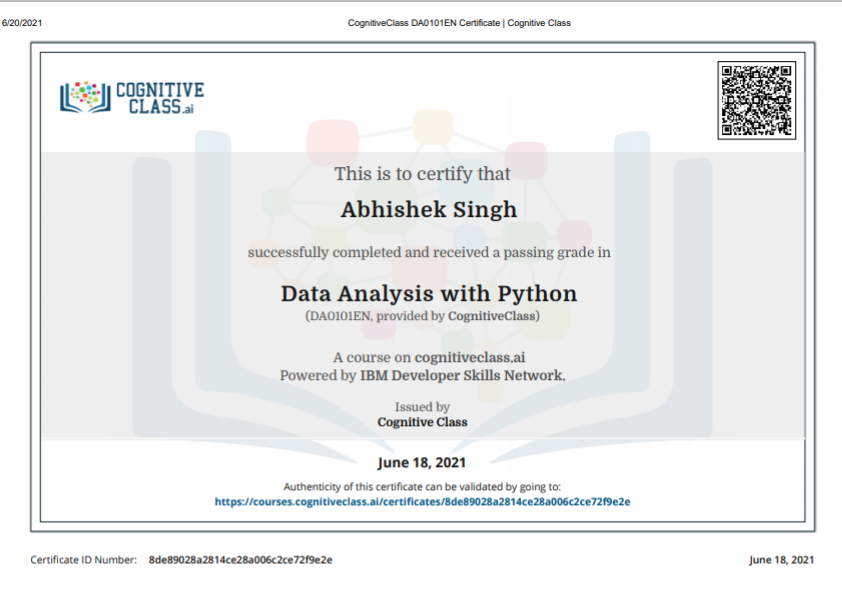 6/20/2021
CognitiveClass DA0101EN Certificate | Cognitive Class
COGNITIVE
CLASS.ai
This is to certify that
Abhishek Singh
successfully completed and received a passing grade in
Data Analysis with Python
(DA0101EN, provided by CognitiveClass)
A course on cognitiveclass.ai
Powered by IBM Developer Skills Network.
Issued by
Cognitive Class
June 18, 2021
Authenticity of this certificate can be validated by going to:
https://courses.cognitiveclass.ai/certificates/8de89028a2814ce28a006c2ce72f9e2e
Certificate ID Number: 8de89028a2814ce28a006c2ce72f9e2e
June 18, 2021